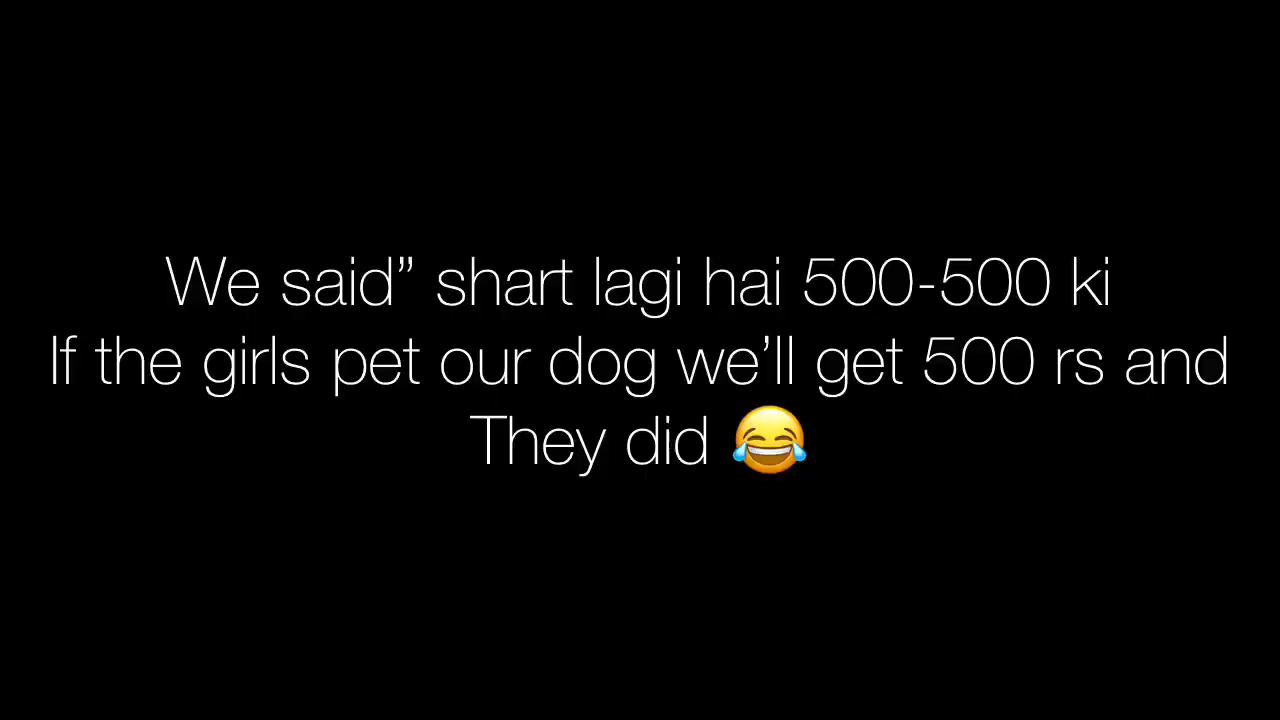 We said” shart lagi hai 500-500 ki
If the girls pet our dog we’ll get 500 rs and
They did 😂